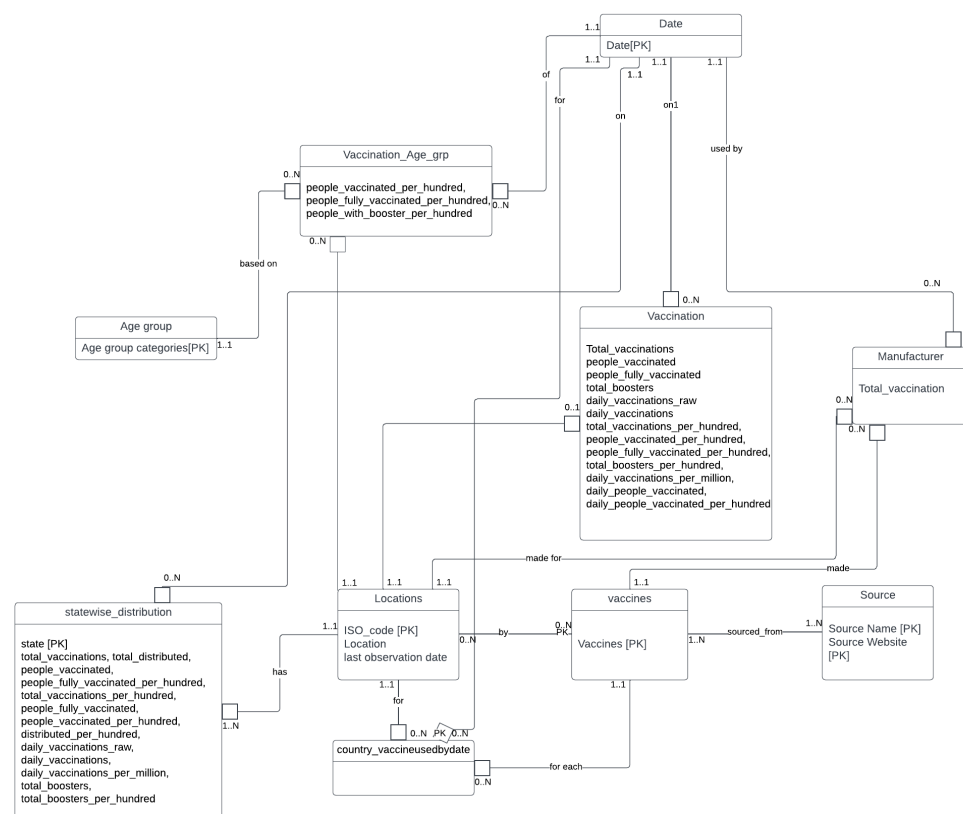 Date
Date[PK]
1..1
1..1
1..1
1..1
1..1
of
for
on
on1
used by
Vaccination_Age_grp
people_vaccinated_per_hundred,
people_fully_vaccinated_per_hundred,
people_with_booster_per_hundred
0..N
0..N
0..N
based on
Age group
Age group categories[PK]
1..1
0..N
Vaccination
Total_vaccinations
people_vaccinated
people_fully_vaccinated
total_boosters
daily_vaccinations_raw
daily_vaccinations
total_vaccinations_per_hundred,
people_vaccinated_per_hundred,
people_fully_vaccinated_per_hundred,
total_boosters_per_hundred,
daily_vaccinations_per_million,
daily_people_vaccinated,
daily_people_vaccinated_per_hundred
0..1
0..N
Manufacturer
Total_vaccination
0..N
0..N
made for
made
0..N
statewise_distribution
state [PK]
total_vaccinations, total_distributed,
people_vaccinated,
people_fully_vaccinated_per_hundred,
total_vaccinations_per_hundred,
people_fully_vaccinated,
people_vaccinated_per_hundred,
distributed_per_hundred,
daily_vaccinations_raw,
daily_vaccinations,
daily_vaccinations_per_million,
total_boosters,
total_boosters_per_hundred
1..N
has
1..1
1..1
1..1
1..1
Locations
ISO_code [PK]
Location
last observation date
0..N
by
0..N
PK
1..1
vaccines
Vaccines [PK]
1..N
sourced_from
1..N
Source
Source Name [PK]
Source Website
[PK]
1..1
for
1..1
0..N
PK
0..N
country_vaccineusedbydate
for each
0..N